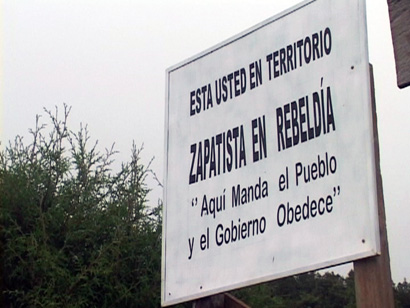 ESTA USTED EN TERRITORIO
ZAPATISTA EN REBELDÍA
"Aquí Manda el Pueblo
y el Gobierno Obedece"